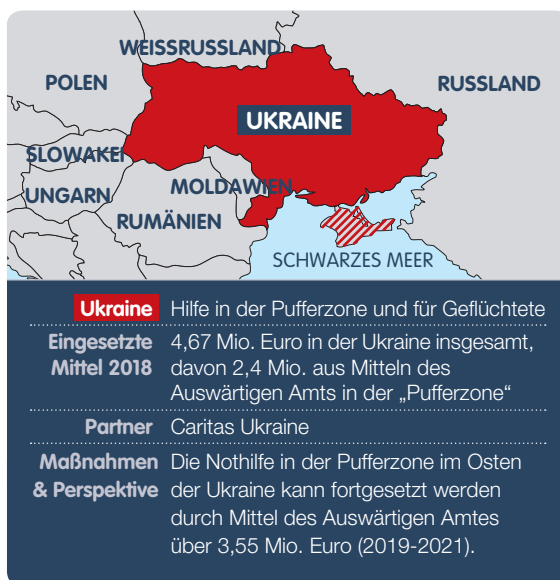 WEISSRUSSLAND
POLEN
RUSSLAND
UKRAINE
SLOWAKEI
UNGARN
MOLDAWIEN
RUMÄNIEN
SCHWARZES MEER
Ukraine Hilfe in der Pufferzone und für Geflüchtete
Eingesetzte 4,67 Mio. Euro in der Ukraine insgesamt,
Mittel 2018 davon 2,4 Mio. aus Mitteln des
Auswärtigen Amts in der „Pufferzone“
Partner Caritas Ukraine
Maßnahmen Die Nothilfe in der Pufferzone im Osten
& Perspektive der Ukraine kann fortgesetzt werden
durch Mittel des Auswärtigen Amtes
über 3,55 Mio. Euro (2019-2021).